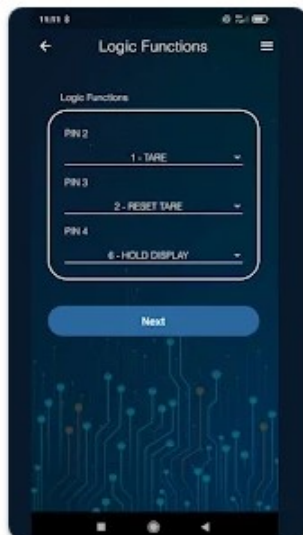 Logic Functions
Logic Functions
PIN 2
1 - TARE
PIN 3
2 - RESET TARE
PIN 4
6 - HOLD DISPLAY
Next